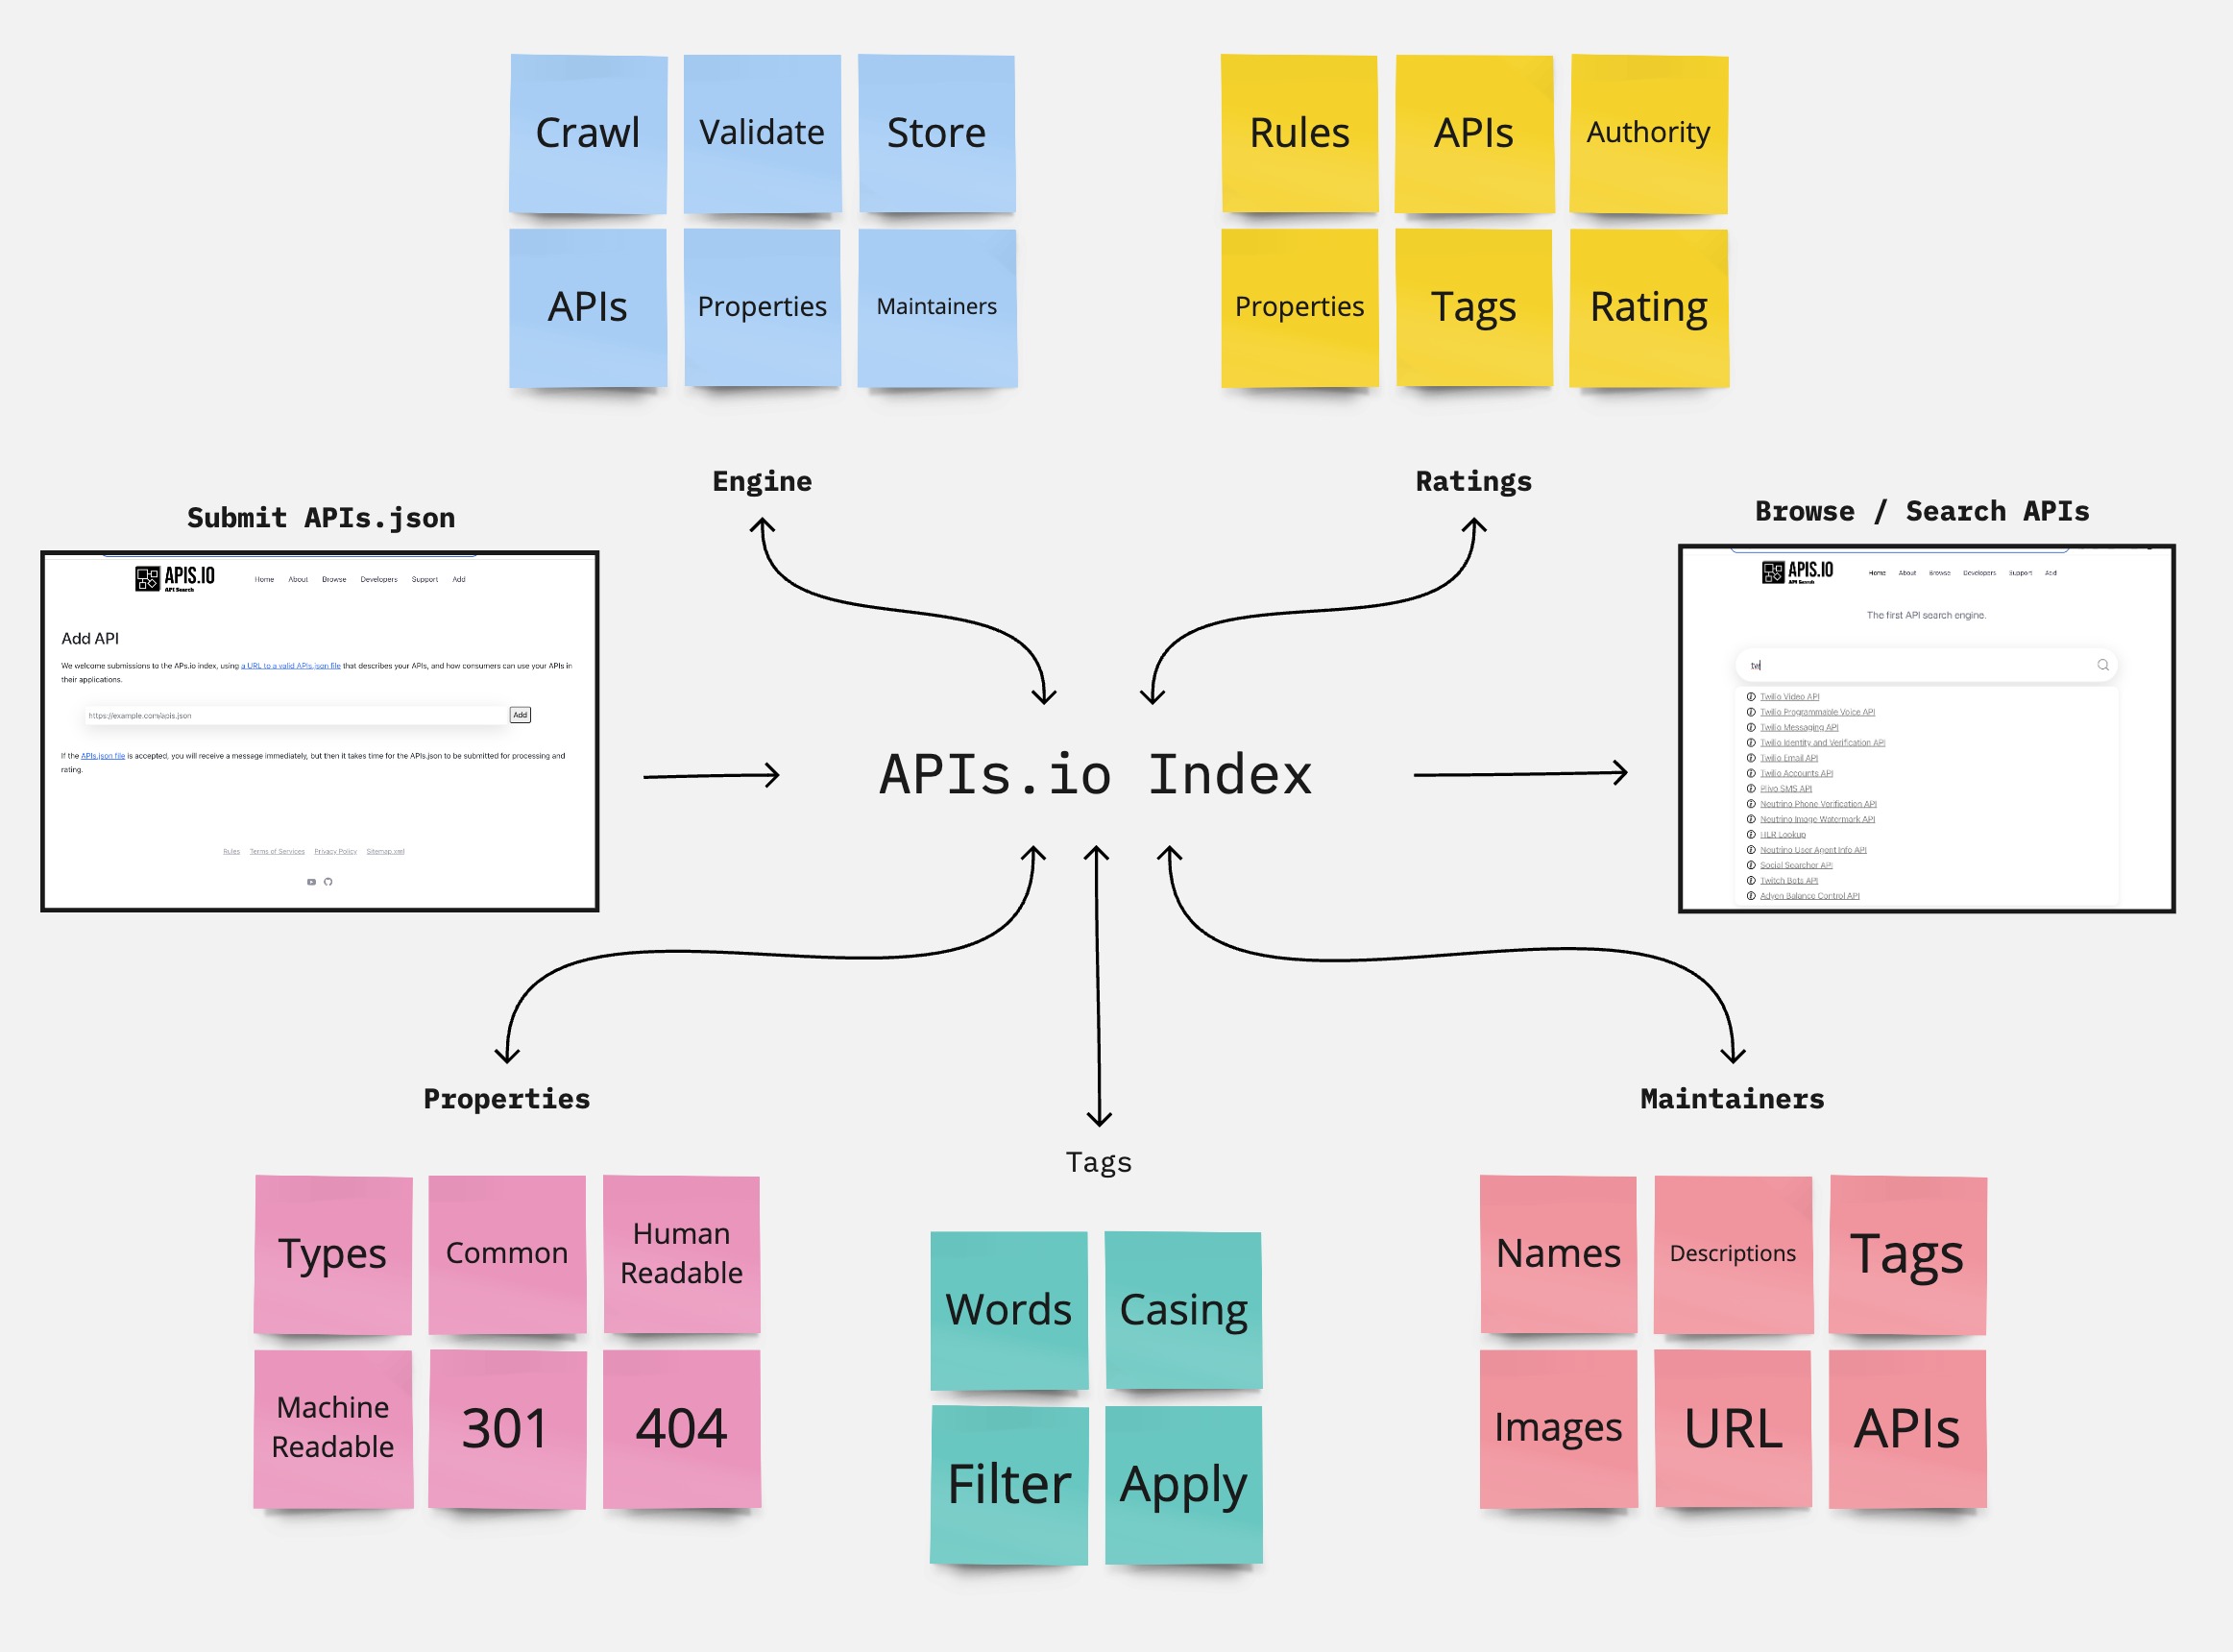 Crawl
Validate
Store
APIs
Properties
Maintainers
Rules
APIs
Authority
Properties
Tags
Rating
Engine
Ratings
Submit APIs.json
Browse / Search APIs
APIS.IO
API Search
Home About Browse Developers Support Add
Add API
We welcome submissions to the APIs.io index, using a URL to a valid APIs.json file that describes your APIs, and how consumers can use your APIs in
their applications.
https://example.com/apis.json
Add
If the APIs.json file is accepted, you will receive a message immediately, but then it takes time for the APIs.json to be submitted for processing and
rating.
Rules Terms of Services Privacy Policy Sitemap.xml
APIs.io Index
APIS.IO
API Search
Home About Browse Developers Support Add
The first API search engine.
twi
Twilio Video API
Twilio Programmable Voice API
Twilio Messaging API
Twilio Identity and Verification API
Twilio Email API
Twilio Accounts API
Plivo SMS API
Neutrino Phone Verification API
Neutrino Image Watermark API
HLR Lookup
Neutrino User Agent Info API
Social Searcher API
Twitch Bots API
Adyen Balance Control API
Properties
Tags
Maintainers
Types
Common
Human
Readable
Machine
Readable
301
404
Words
Casing
Filter
Apply
Names
Descriptions
Tags
Images
URL
APIs